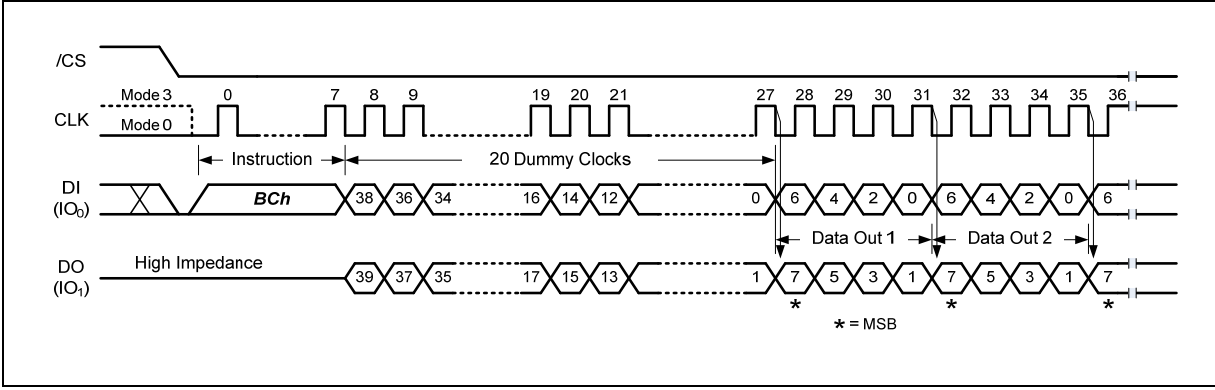 /CS
Mode 3 0 7 8 9 19 20 21 27 28 29 30 31 32 33 34 35 36
CLK
Mode 0
Instruction 20 Dummy Clocks
DI
(IO0)
BCh 38 36 34 16 14 12 0 6 4 2 0 6 4 2 0 6
Data Out 1 Data Out 2
DO
(IO1)
High Impedance
39 37 35 17 15 13 1 7 5 3 1 7 5 3 1 7
* * *
* = MSB